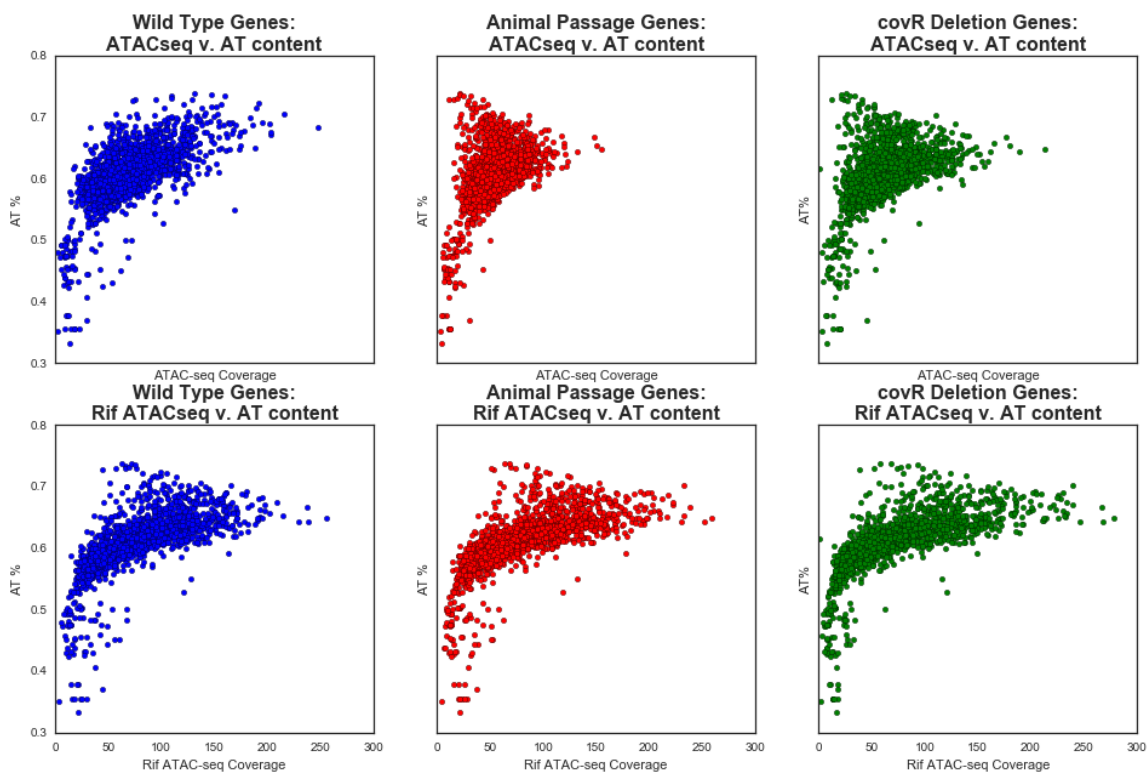 Wild Type Genes:
ATACseq v. AT content
Animal Passage Genes:
ATACseq v. AT content
covR Deletion Genes:
ATACseq v. AT content
0.8
0.7
0.6
0.5
0.4
0.3
AT %
AT %
AT%
ATAC-seq Coverage
ATAC-seq Coverage
ATAC-seq Coverage
Wild Type Genes:
Rif ATACseq v. AT content
Animal Passage Genes:
Rif ATACseq v. AT content
covR Deletion Genes:
Rif ATACseq v. AT content
0.8
0.7
0.6
0.5
0.4
0.3
AT %
AT %
AT%
0 50 100 150 200 250 300
0 50 100 150 200 250 300
0 50 100 150 200 250 300
Rif ATAC-seq Coverage
Rif ATAC-seq Coverage
Rif ATAC-seq Coverage